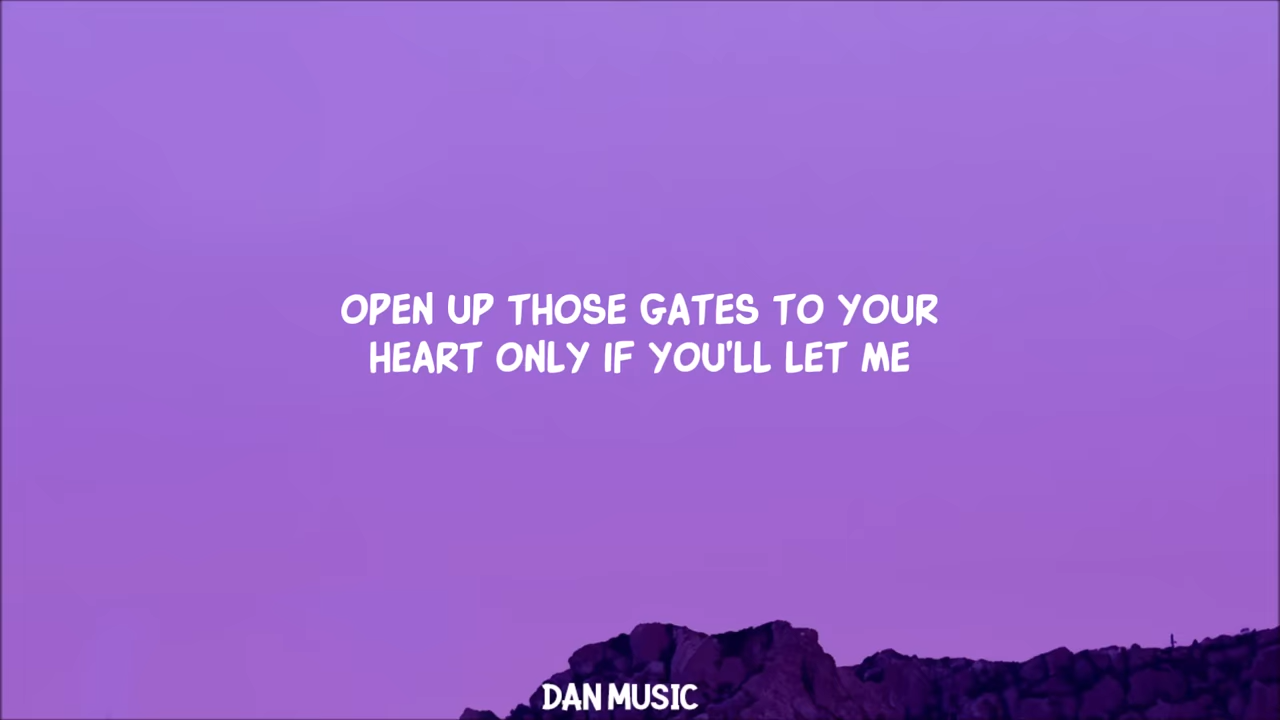 OPEN UP THOSE GATES TO YOUR
HEART ONLY IF YOU'LL LET ME
DAN MUSIC